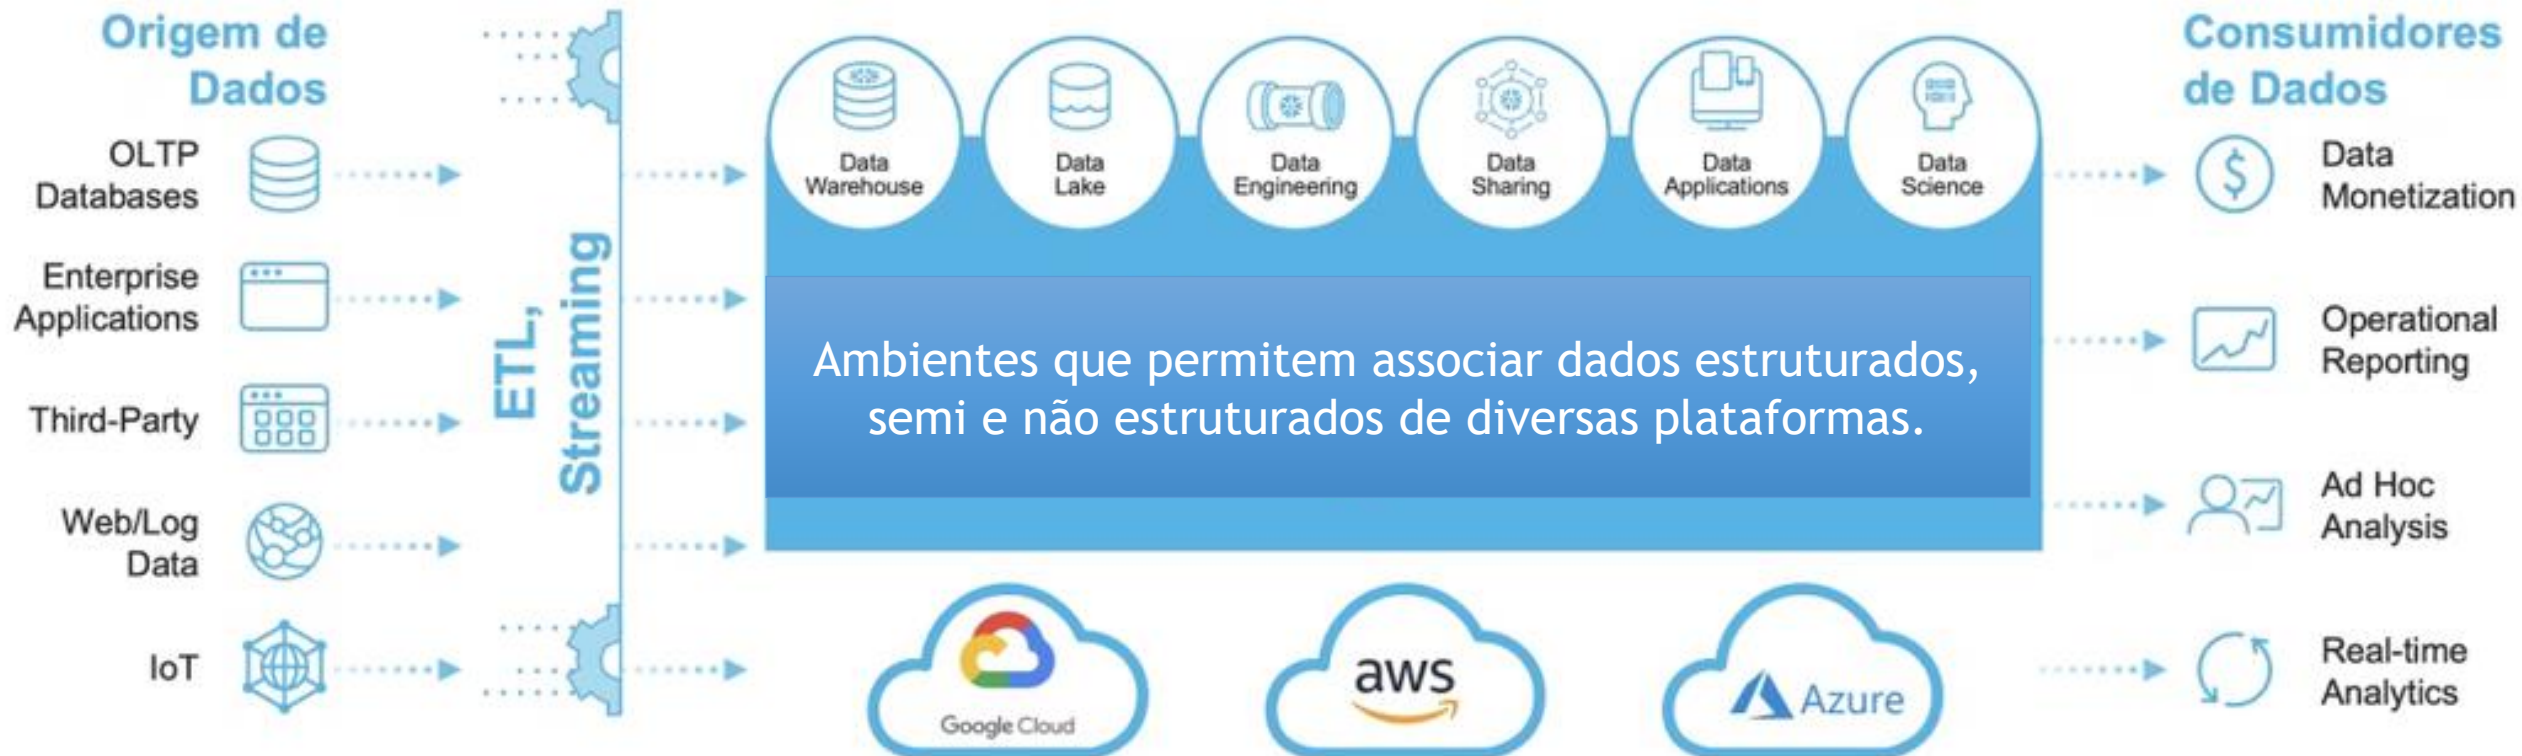 Origem de
Dados
OLTP
Databases
Enterprise
Applications
Third-Party
Web/Log
Data
IoT
ETL,
Streaming
Data
Warehouse
Data
Lake
Data
Engineering
Data
Sharing
Data
Applications
Data
Science
Ambientes que permitem associar dados estruturados,
semi e não estruturados de diversas plataformas.
Google Cloud
aws
Azure
Consumidores
de Dados
Data
Monetization
Operational
Reporting
Ad Hoc
Analysis
Real-time
Analytics